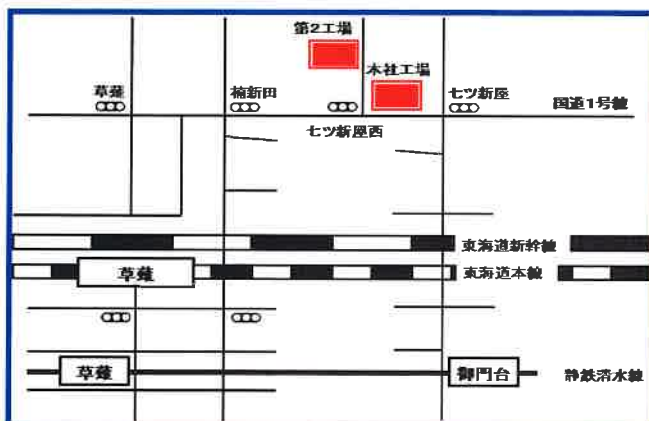 第2工場
本社工場
草薙
楠新田
七ツ新屋
国道1号線
七ツ新屋西
東海道新幹線
草薙
東海道本線
草薙
御門台
静鉄清水線